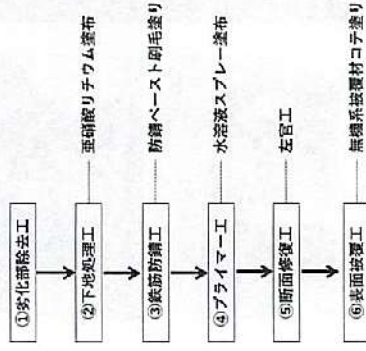 ①劣化部除去工
②下地処理工
亜硝酸リチウム塗布
③鉄筋防錆工
防錆ペースト刷毛塗り
④プライマー工
水溶液スプレー塗布
⑤断面修復工
左官工
⑥表面被覆工
無機系被覆材コテ塗り